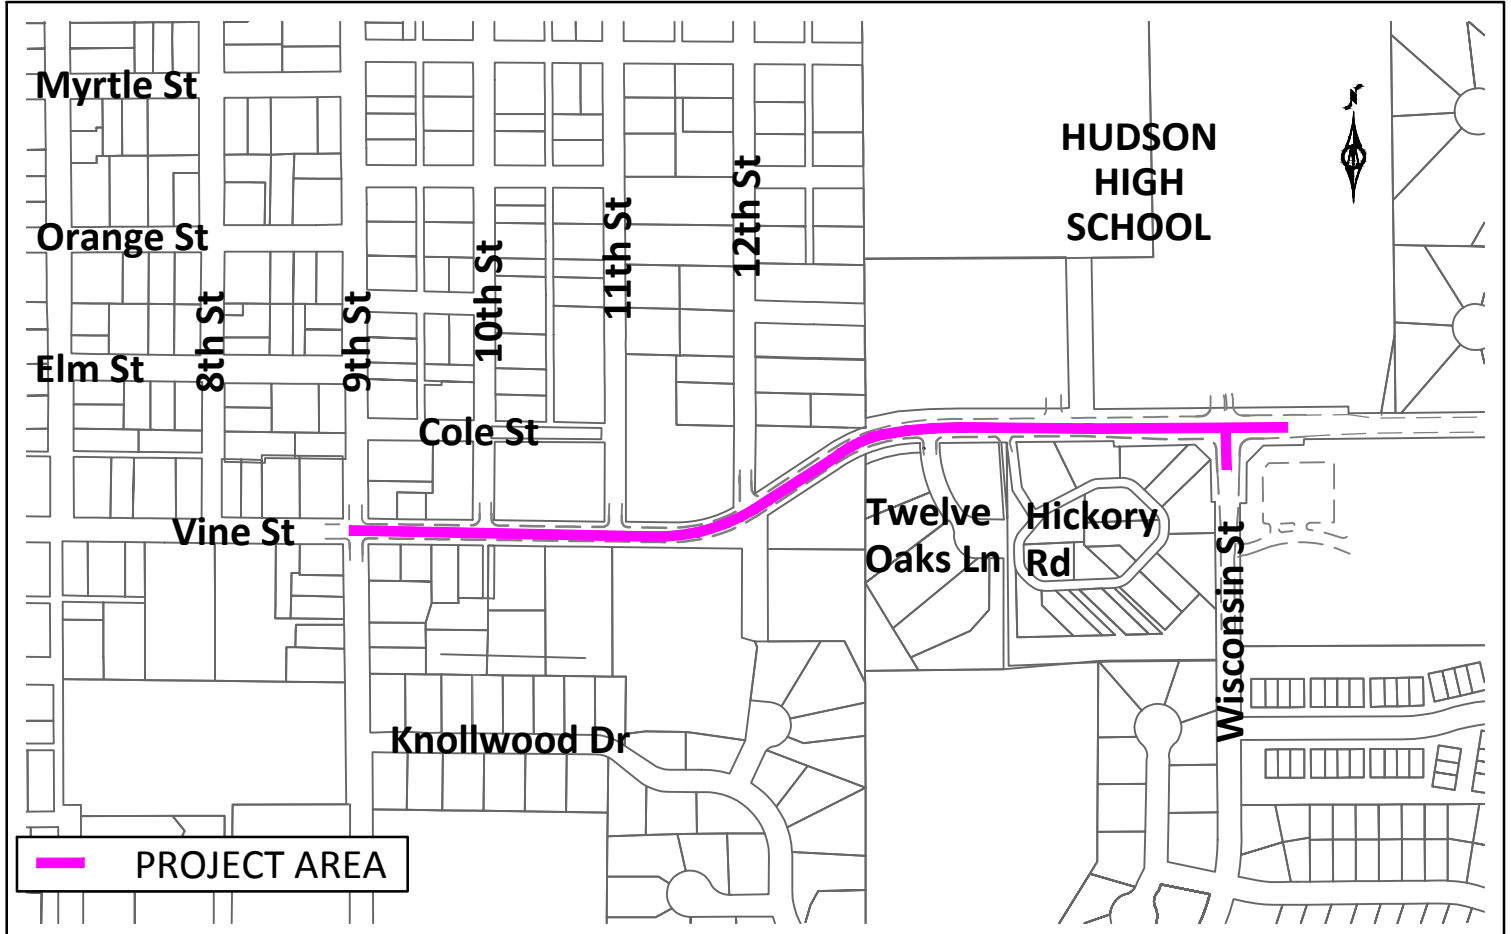 Myrtle St
HUDSON
HIGH
SCHOOL
N
Orange St
12th St
11th St
10th St
8th St
9th St
Elm St
Cole St
Vine St
Twelve
Oaks Ln
Hickory
Rd
Wisconsin St
Knollwood Dr
PROJECT AREA